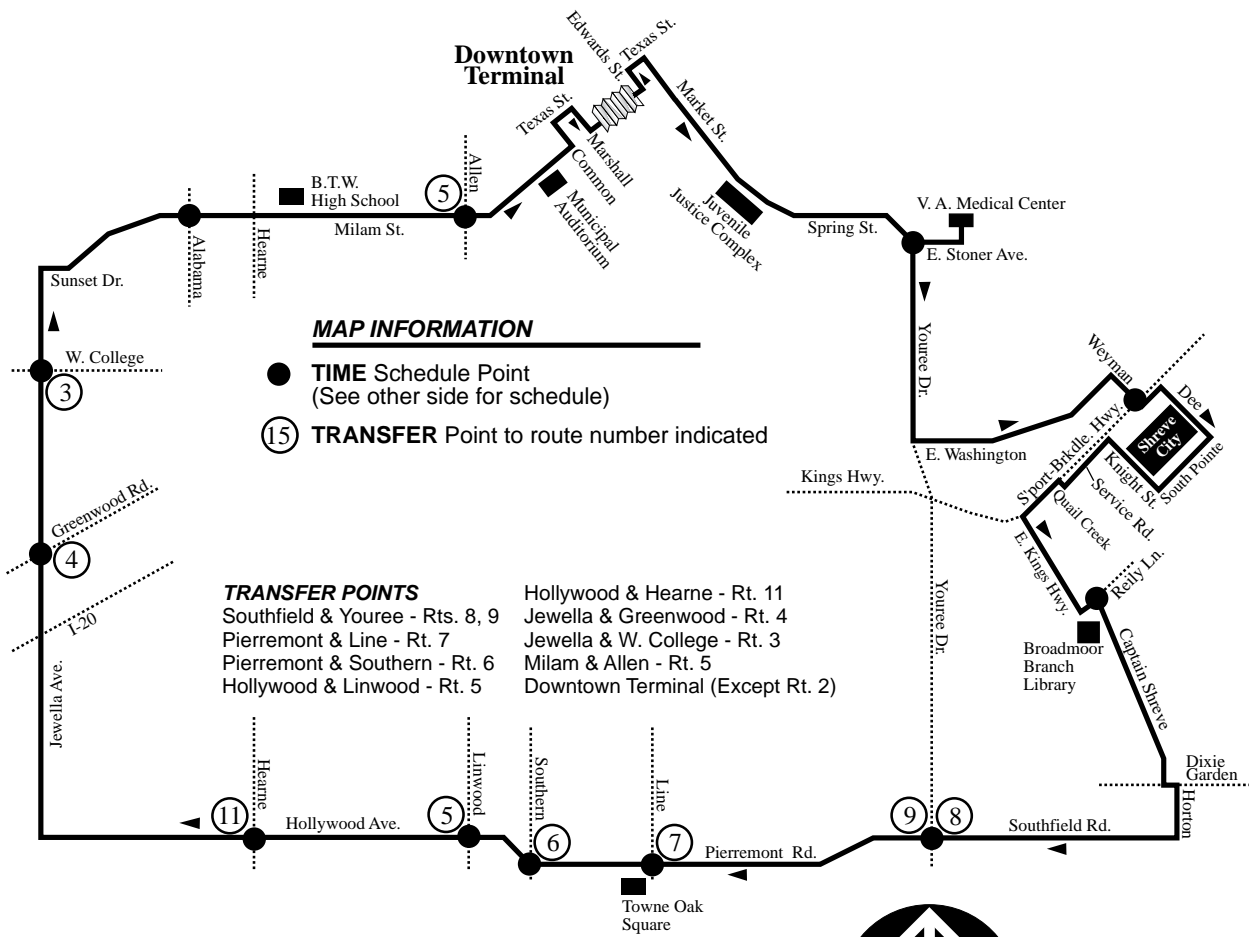 Downtown
Terminal
Edwards St.
Texas St.
Texas St.
Marshall
Common
Market St.
Allen
5
B.T.W.
High School
Milam St.
Municipal
Auditorium
Juvenile
Justice Complex
Spring St.
V. A. Medical Center
E. Stoner Ave.
Alabama
Hearne
Sunset Dr.
W. College
3
MAP INFORMATION
TIME Schedule Point
(See other side for schedule)
15 TRANSFER Point to route number indicated
Youree Dr.
Weyman
Dee
Shreve
City
S'port-Brkdle. Hwy.
Knight St.
South Pointe
E. Washington
Kings Hwy.
Service Rd.
Quail Creek
E. Kings Hwy.
Reilly Ln.
Greenwood Rd.
4
I-20
Jewella Ave.
TRANSFER POINTS
Southfield & Youree - Rts. 8, 9
Pierremont & Line - Rt. 7
Pierremont & Southern - Rt. 6
Hollywood & Linwood - Rt. 5
Hollywood & Hearne - Rt. 11
Jewella & Greenwood - Rt. 4
Jewella & W. College - Rt. 3
Milam & Allen - Rt. 5
Downtown Terminal (Except Rt. 2)
Youree Dr.
Broadmoor
Branch
Library
Captain Shreve
Dixie
Garden
Horton
Hearne
Linwood
Southern
Line
11
Hollywood Ave.
5
6
7
Pierremont Rd.
9
8
Southfield Rd.
Towne Oak
Square